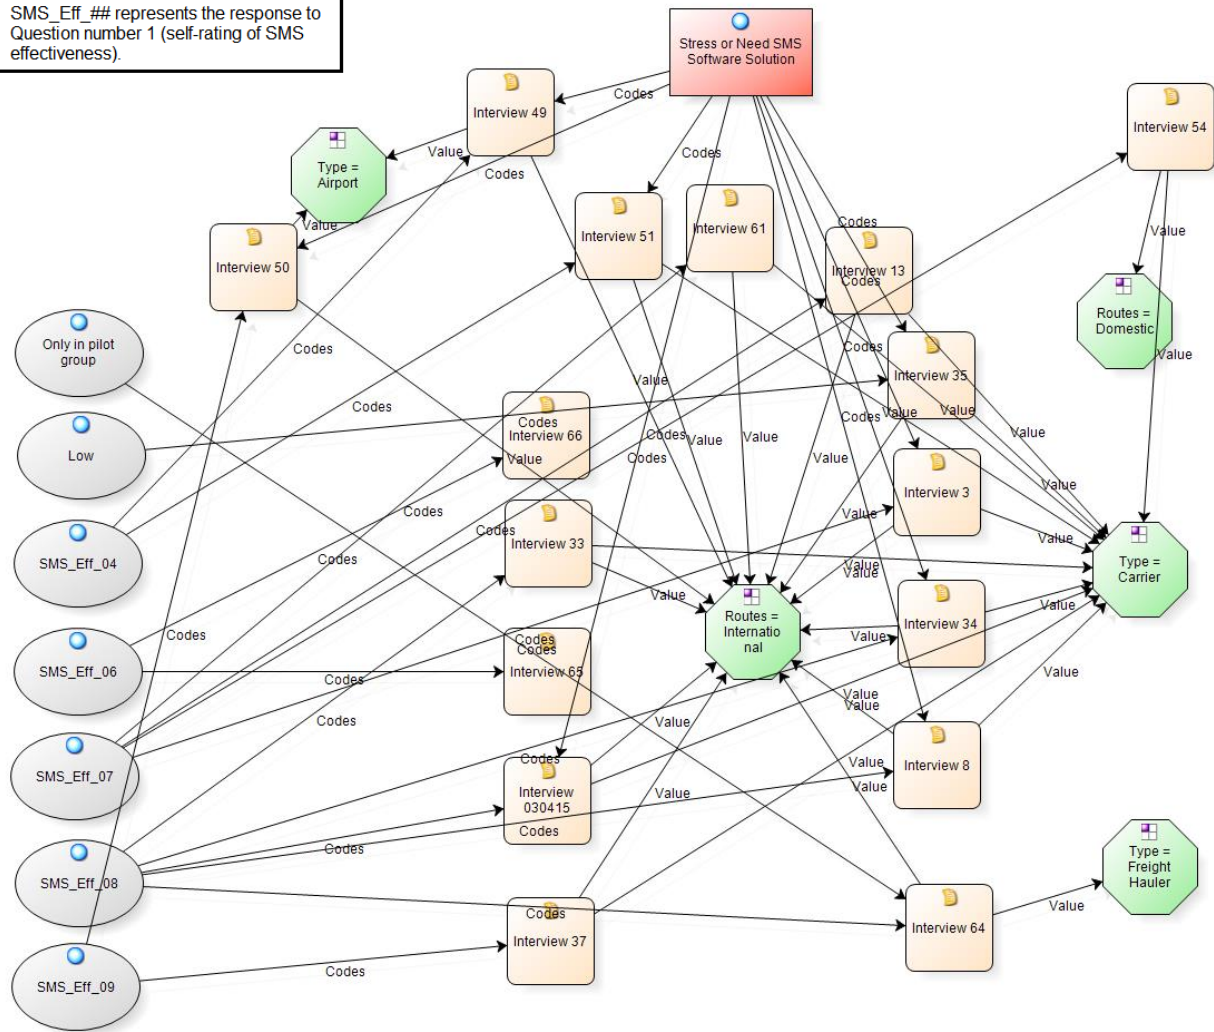 SMS_Eff_## represents the response to
Question number 1 (self-rating of SMS
effectiveness).
Stress or Need SMS
Software Solution
Interview 49
Codes
Interview 54
Value
Codes
Type =
Airport
Codes
Value
Interview 50
Interview 51
Interview 61
Codes
Interview 13
Codes
Value
Routes =
Domestic
Value
Only in pilot
group
Codes
Codes
Interview 35
Value
Codes
Codes
Value
Value
Low
Codes
Interview 66
Value
Codes
Value
Value
Codes
Value
Value
Interview 3
Value
SMS_Eff_04
Codes
Codes
Interview 33
Value
Value
Codes
Value
Value
Type =
Carrier
Value
Routes =
Internatio
nal
Interview 34
Value
Value
SMS_Eff_06
Codes
Codes
Codes
Interview 65
Codes
Value
Value
Value
Codes
Value
SMS_Eff_07
Codes
Interview
030415
Codes
Value
Value
Value
Interview 8
SMS_Eff_08
Codes
Type =
Freight
Hauler
Codes
Interview 37
Value
Interview 64
SMS_Eff_09
Codes